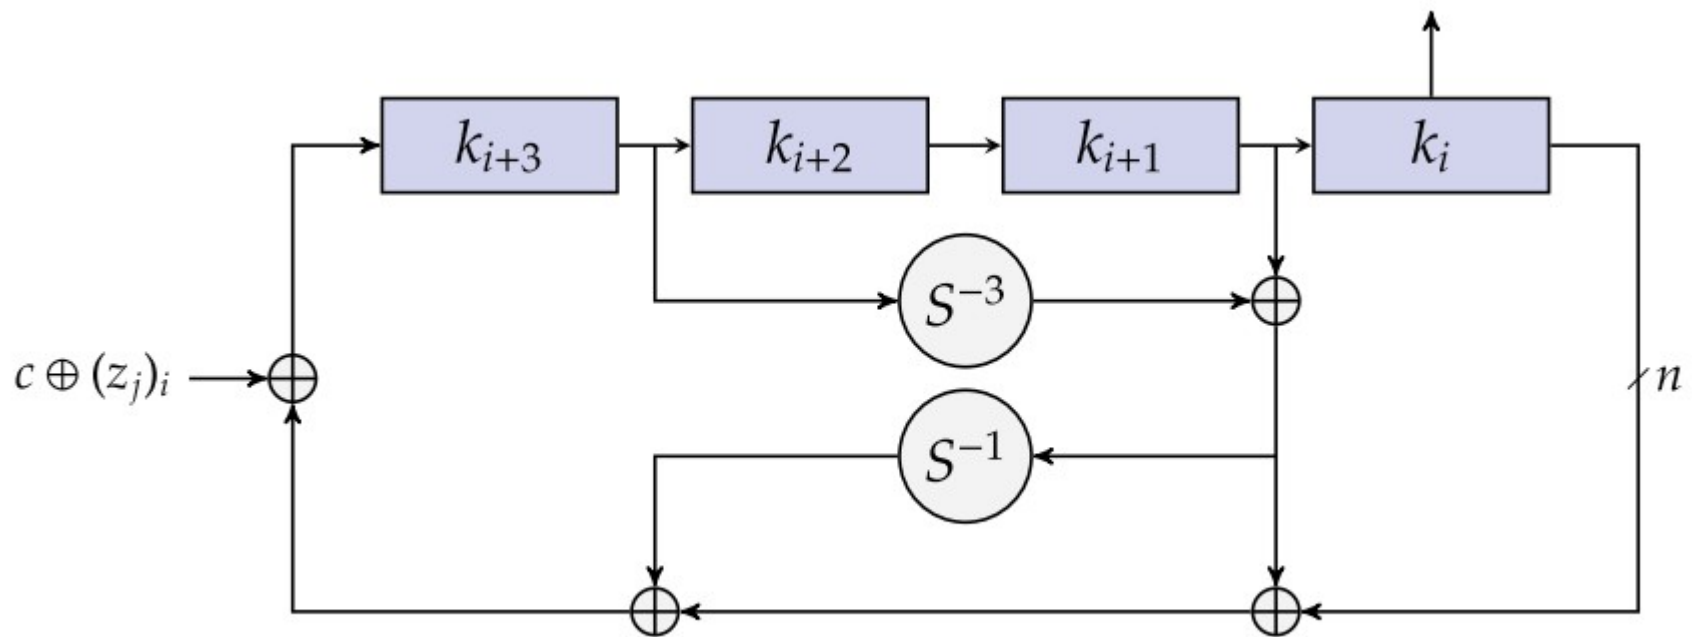 k_{i+3}
k_{i+2}
k_{i+1}
k_i
S^{-3}
c ⊕ (z_j)_i
n
S^{-1}